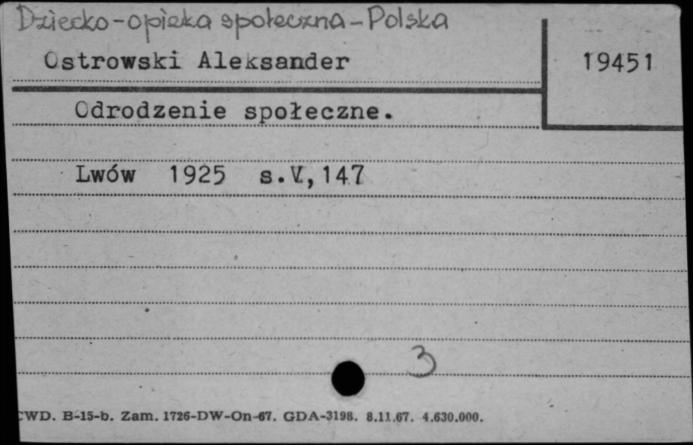 Dziecko-opieka społeczna-Polska
Ostrowski Aleksander
19451
Odrodzenie społeczne.
Lwów 1925 s.V,147
3
CWD. B-15-b. Zam. 1726-DW-On-67. GDA-3198. 8.11.67. 4.630.000.